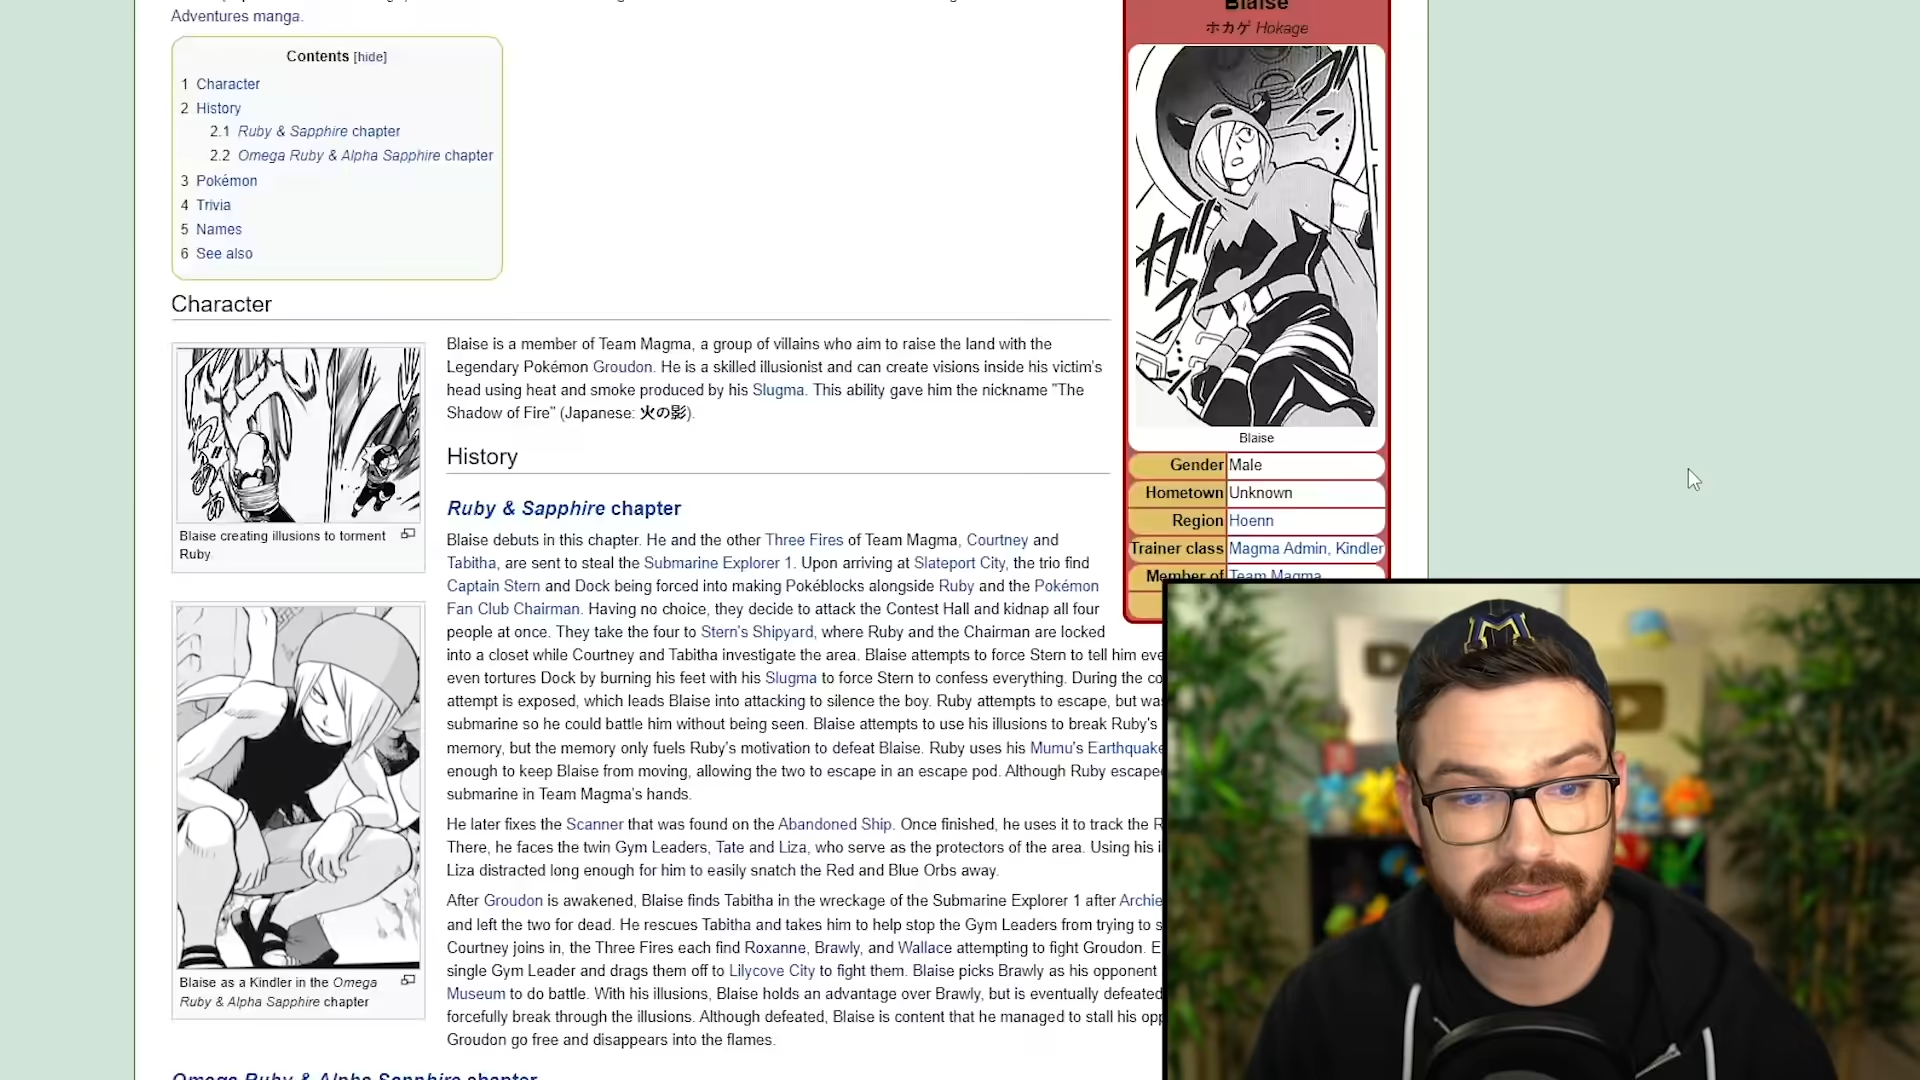 Adventures manga.
Contents [hide]
1 Character
2 History
2.1 Ruby & Sapphire chapter
2.2 Omega Ruby & Alpha Sapphire chapter
3 Pokémon
4 Trivia
5 Names
6 See also
Blaise
ホカゲ Hokage
Blaise
Gender Male
Hometown Unknown
Region Hoenn
Trainer class Magma Admin, Kindler
Member of Team Magma
Character
Blaise creating illusions to torment
Ruby
Blaise is a member of Team Magma, a group of villains who aim to raise the land with the
Legendary Pokémon Groudon. He is a skilled illusionist and can create visions inside his victim's
head using heat and smoke produced by his Slugma. This ability gave him the nickname "The
Shadow of Fire" (Japanese: 火の影).
History
Ruby & Sapphire chapter
Blaise debuts in this chapter. He and the other Three Fires of Team Magma, Courtney and
Tabitha, are sent to steal the Submarine Explorer 1. Upon arriving at Slateport City, the trio find
Captain Stern and Dock being forced into making Pokéblocks alongside Ruby and the Pokémon
Fan Club Chairman. Having no choice, they decide to attack the Contest Hall and kidnap all four
people at once. They take the four to Stern's Shipyard, where Ruby and the Chairman are locked
into a closet while Courtney and Tabitha investigate the area. Blaise attempts to force Stern to tell him
even tortures Dock by burning his feet with his Slugma to force Stern to confess everything. During the
attempt is exposed, which leads Blaise into attacking to silence the boy. Ruby attempts to escape, but
submarine so he could battle him without being seen. Blaise attempts to use his illusions to break Ruby's
memory, but the memory only fuels Ruby's motivation to defeat Blaise. Ruby uses his Mumu's Earthquake
enough to keep Blaise from moving, allowing the two to escape in an escape pod. Although Ruby
submarine in Team Magma's hands.
He later fixes the Scanner that was found on the Abandoned Ship. Once finished, he uses it to track the
There, he faces the twin Gym Leaders, Tate and Liza, who serve as the protectors of the area. Using his
Liza distracted long enough for him to easily snatch the Red and Blue Orbs away.
After Groudon is awakened, Blaise finds Tabitha in the wreckage of the Submarine Explorer 1 after Archie
and left the two for dead. He rescues Tabitha and takes him to help stop the Gym Leaders from trying to
Courtney joins in, the Three Fires each find Roxanne, Brawly, and Wallace attempting to fight Groudon.
single Gym Leader and drags them off to Lilycove City to fight them. Blaise picks Brawly as his opponent
Museum to do battle. With his illusions, Blaise holds an advantage over Brawly, but is eventually defeated
forcefully break through the illusions. Although defeated, Blaise is content that he managed to stall his
Groudon go free and disappears into the flames.
Blaise as a Kindler in the Omega
Ruby & Alpha Sapphire chapter
Omega Ruby & Alpha Sapphire chapter
M